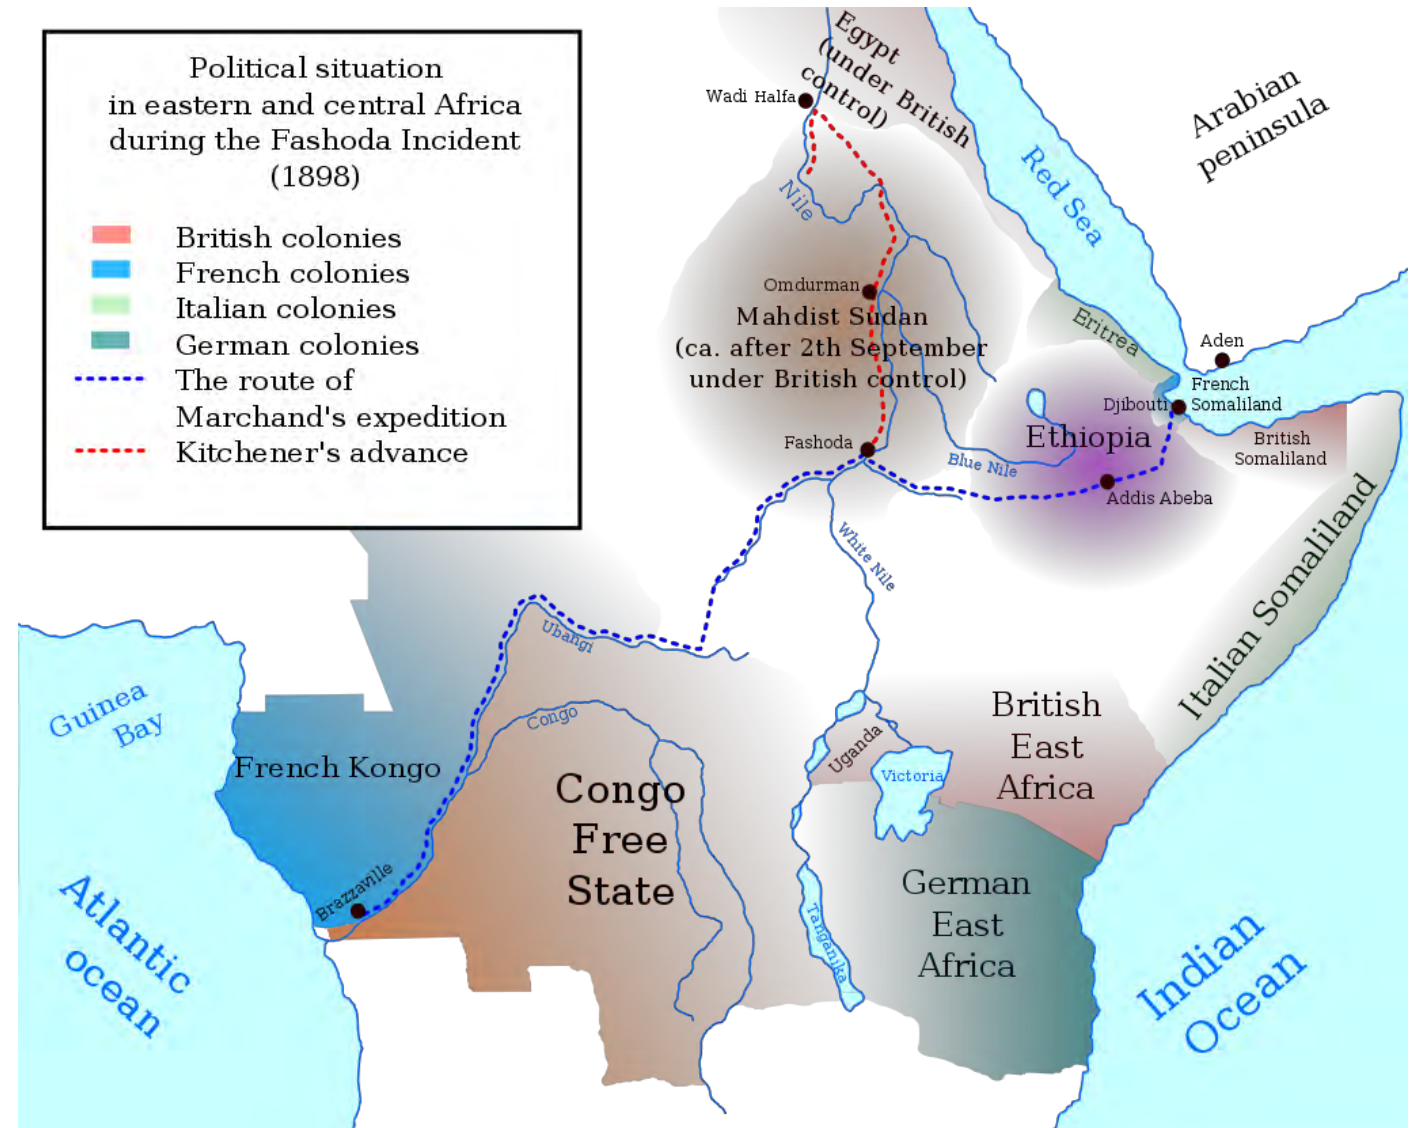 Political situation
in eastern and central Africa
during the Fashoda Incident
(1898)
British colonies
French colonies
Italian colonies
German colonies
The route of
Marchand's expedition
Kitchener's advance
Egypt
(under British
control)
Wadi Halfa
Arabian
peninsula
Red Sea
Nile
Omdurman
Mahdist Sudan
(ca. after 2th September
under British control)
Eritrea
Aden
French
Somaliland
Djibouti
Ethiopia
British
Somaliland
Fashoda
Blue Nile
Addis Abeba
White Nile
Italian Somaliland
Ubangi
Guinea
Bay
Congo
French Kongo
Uganda
British
East
Africa
Victoria
Congo
Free
State
Brazzaville
German
East
Africa
Tanganika
Atlantic
ocean
Indian
Ocean